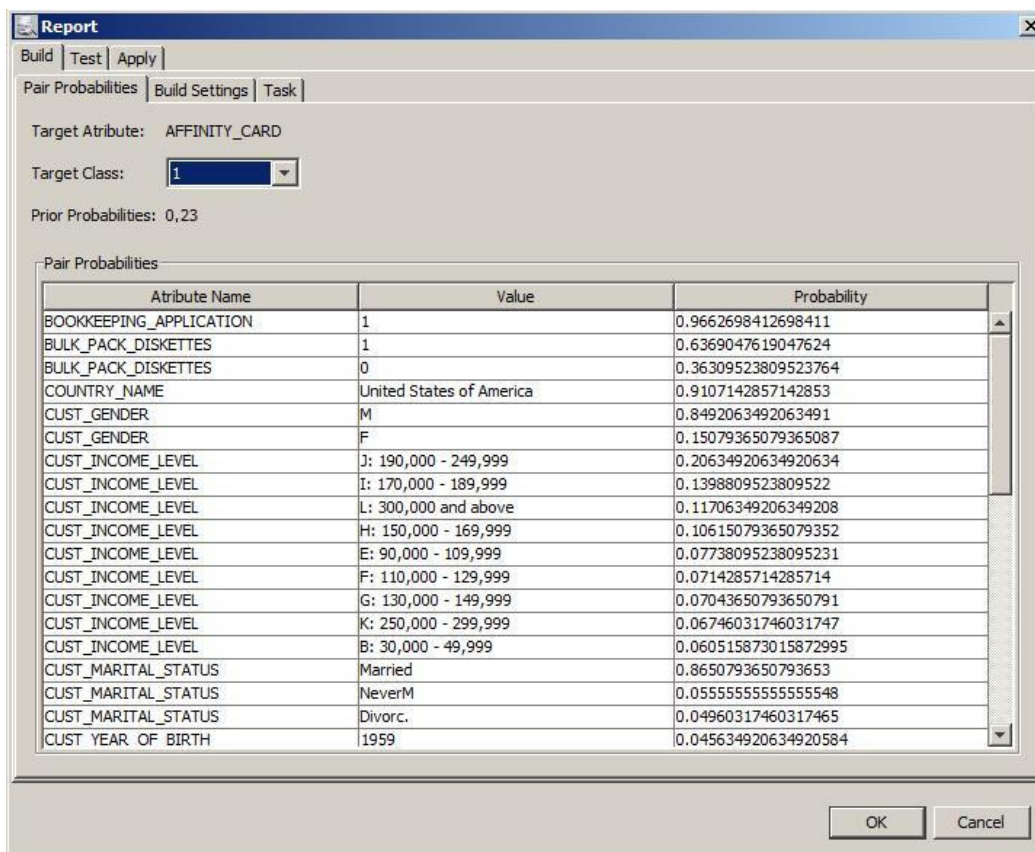 Report
Build Test Apply
Pair Probabilities Build Settings Task
Target Atribute: AFFINITY_CARD
Target Class: 1
Prior Probabilities: 0,23
Pair Probabilities
Atribute Name Value Probability
BOOKKEEPING_APPLICATION 1 0.9662698412698411
BULK_PACK_DISKETTES 1 0.6369047619047624
BULK_PACK_DISKETTES 0 0.36309523809523764
COUNTRY_NAME United States of America 0.9107142857142853
CUST_GENDER M 0.8492063492063491
CUST_GENDER F 0.15079365079365087
CUST_INCOME_LEVEL J: 190,000 - 249,999 0.20634920634920634
CUST_INCOME_LEVEL I: 170,000 - 189,999 0.1398809523809522
CUST_INCOME_LEVEL L: 300,000 and above 0.11706349206349208
CUST_INCOME_LEVEL H: 150,000 - 169,999 0.10615079365079352
CUST_INCOME_LEVEL E: 90,000 - 109,999 0.07738095238095231
CUST_INCOME_LEVEL F: 110,000 - 129,999 0.0714285714285714
CUST_INCOME_LEVEL G: 130,000 - 149,999 0.07043650793650791
CUST_INCOME_LEVEL K: 250,000 - 299,999 0.06746031746031747
CUST_INCOME_LEVEL B: 30,000 - 49,999 0.060515873015872995
CUST_MARITAL_STATUS Married 0.8650793650793653
CUST_MARITAL_STATUS NeverM 0.05555555555555548
CUST_MARITAL_STATUS Divorc. 0.04960317460317465
CUST_YEAR_OF_BIRTH 1959 0.045634920634920584
OK Cancel